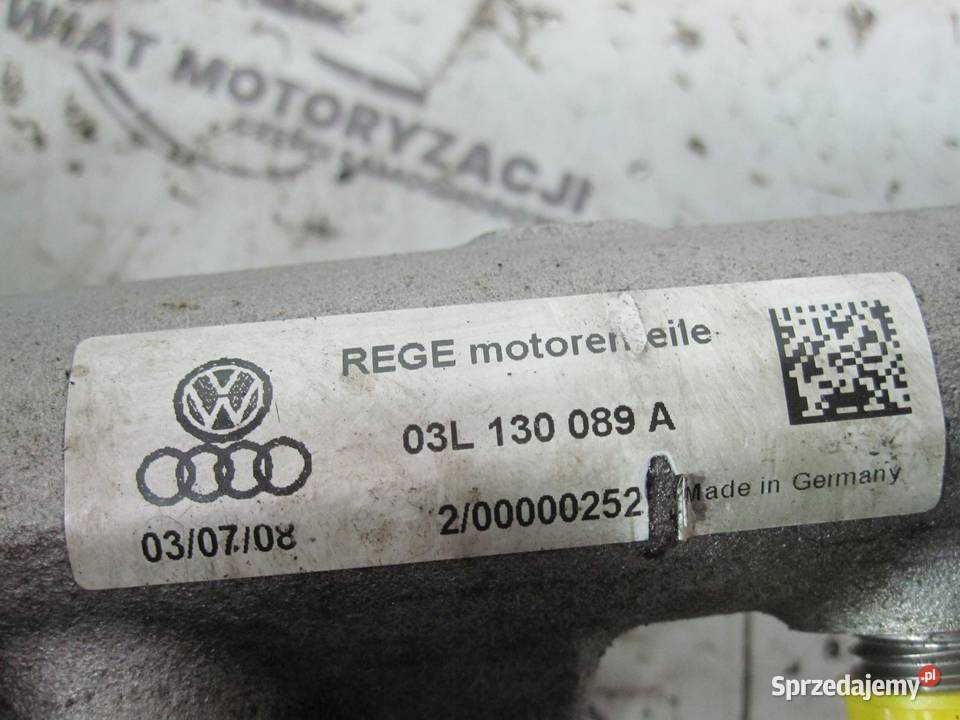 WIAT MOTORYZACJI
REGE motorenteile
03L 130 089 A
03/07/08
2/00000252
Made in Germany
Sprzedajemy.pl